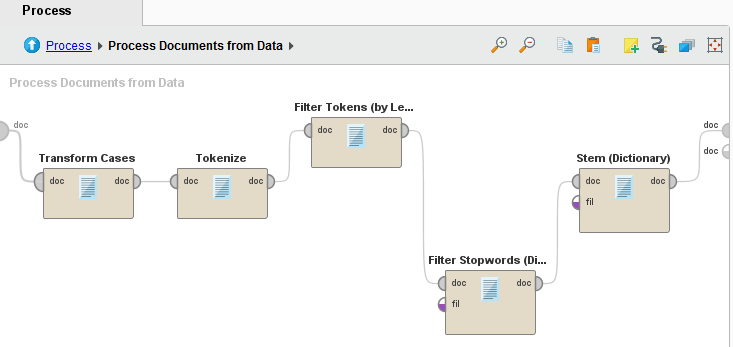 Process
Process Process Documents from Data
Process Documents from Data
doc
Transform Cases
doc doc
Tokenize
doc doc
Filter Tokens (by Le...
doc doc
Filter Stopwords (Di...
doc doc
fil
Stem (Dictionary)
doc doc
fil
doc
doc